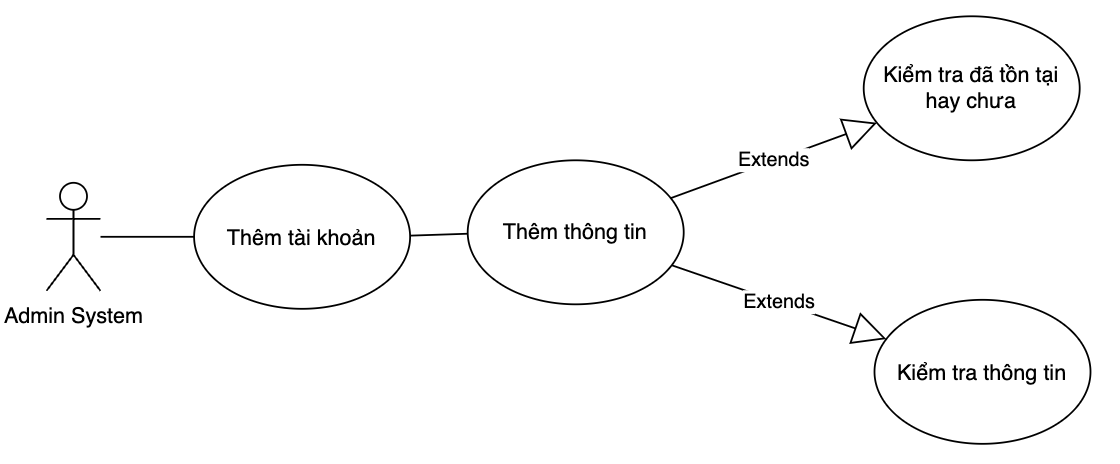 Kiểm tra đã tồn tại
hay chưa
Extends
Thêm tài khoản
Thêm thông tin
Extends
Admin System
Kiểm tra thông tin